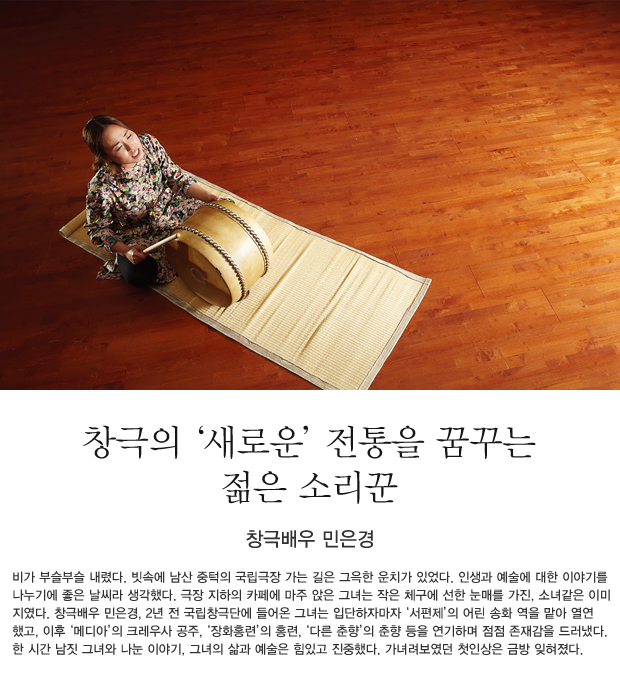 창극의 ‘새로운’ 전통을 꿈꾸는
젊은 소리꾼
창극배우 민은경
비가 부슬부슬 내렸다. 빗속에 남산 중턱의 국립극장 가는 길은 그윽한 운치가 있었다. 인생과 예술에 대한 이야기를
나누기에 좋은 날씨라 생각했다. 극장 지하의 카페에 마주 앉은 그녀는 작은 체구에 선한 눈매를 가진, 소녀같은 이미
지였다. 창극배우 민은경, 2년 전 국립창극단에 들어온 그녀는 입단하자마자 ‘서편제’의 어린 송화 역을 맡아 열연
했고, 이후 ‘메디아’의 크레우사 공주, ‘장화홍련’의 홍련, ‘다른 춘향’의 춘향 등을 연기하며 점점 존재감을 드러냈다.
한 시간 남짓 그녀와 나눈 이야기, 그녀의 삶과 예술은 힘있고 진중했다. 가녀려보였던 첫인상은 금방 잊혀졌다.